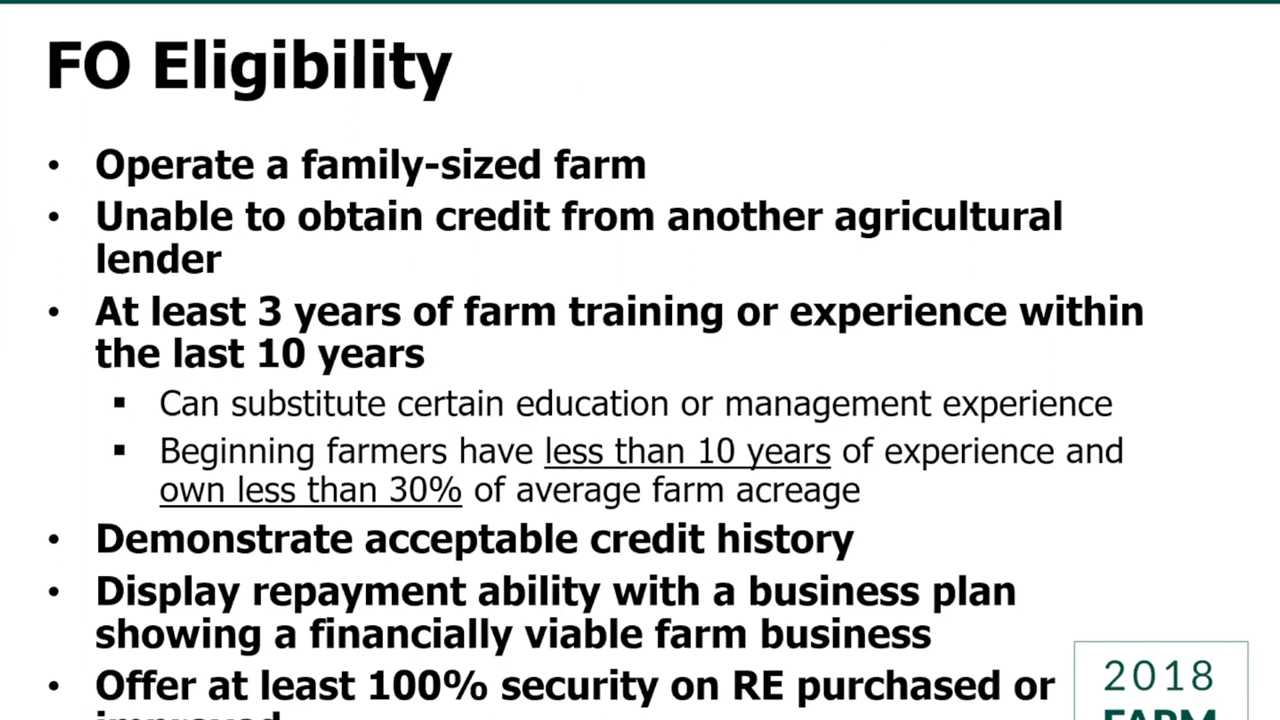 FO Eligibility
• Operate a family-sized farm
• Unable to obtain credit from another agricultural
lender
• At least 3 years of farm training or experience within
the last 10 years
▪ Can substitute certain education or management experience
▪ Beginning farmers have less than 10 years of experience and
own less than 30% of average farm acreage
• Demonstrate acceptable credit history
• Display repayment ability with a business plan
showing a financially viable farm business
• Offer at least 100% security on RE purchased or
improved
2018
FARM